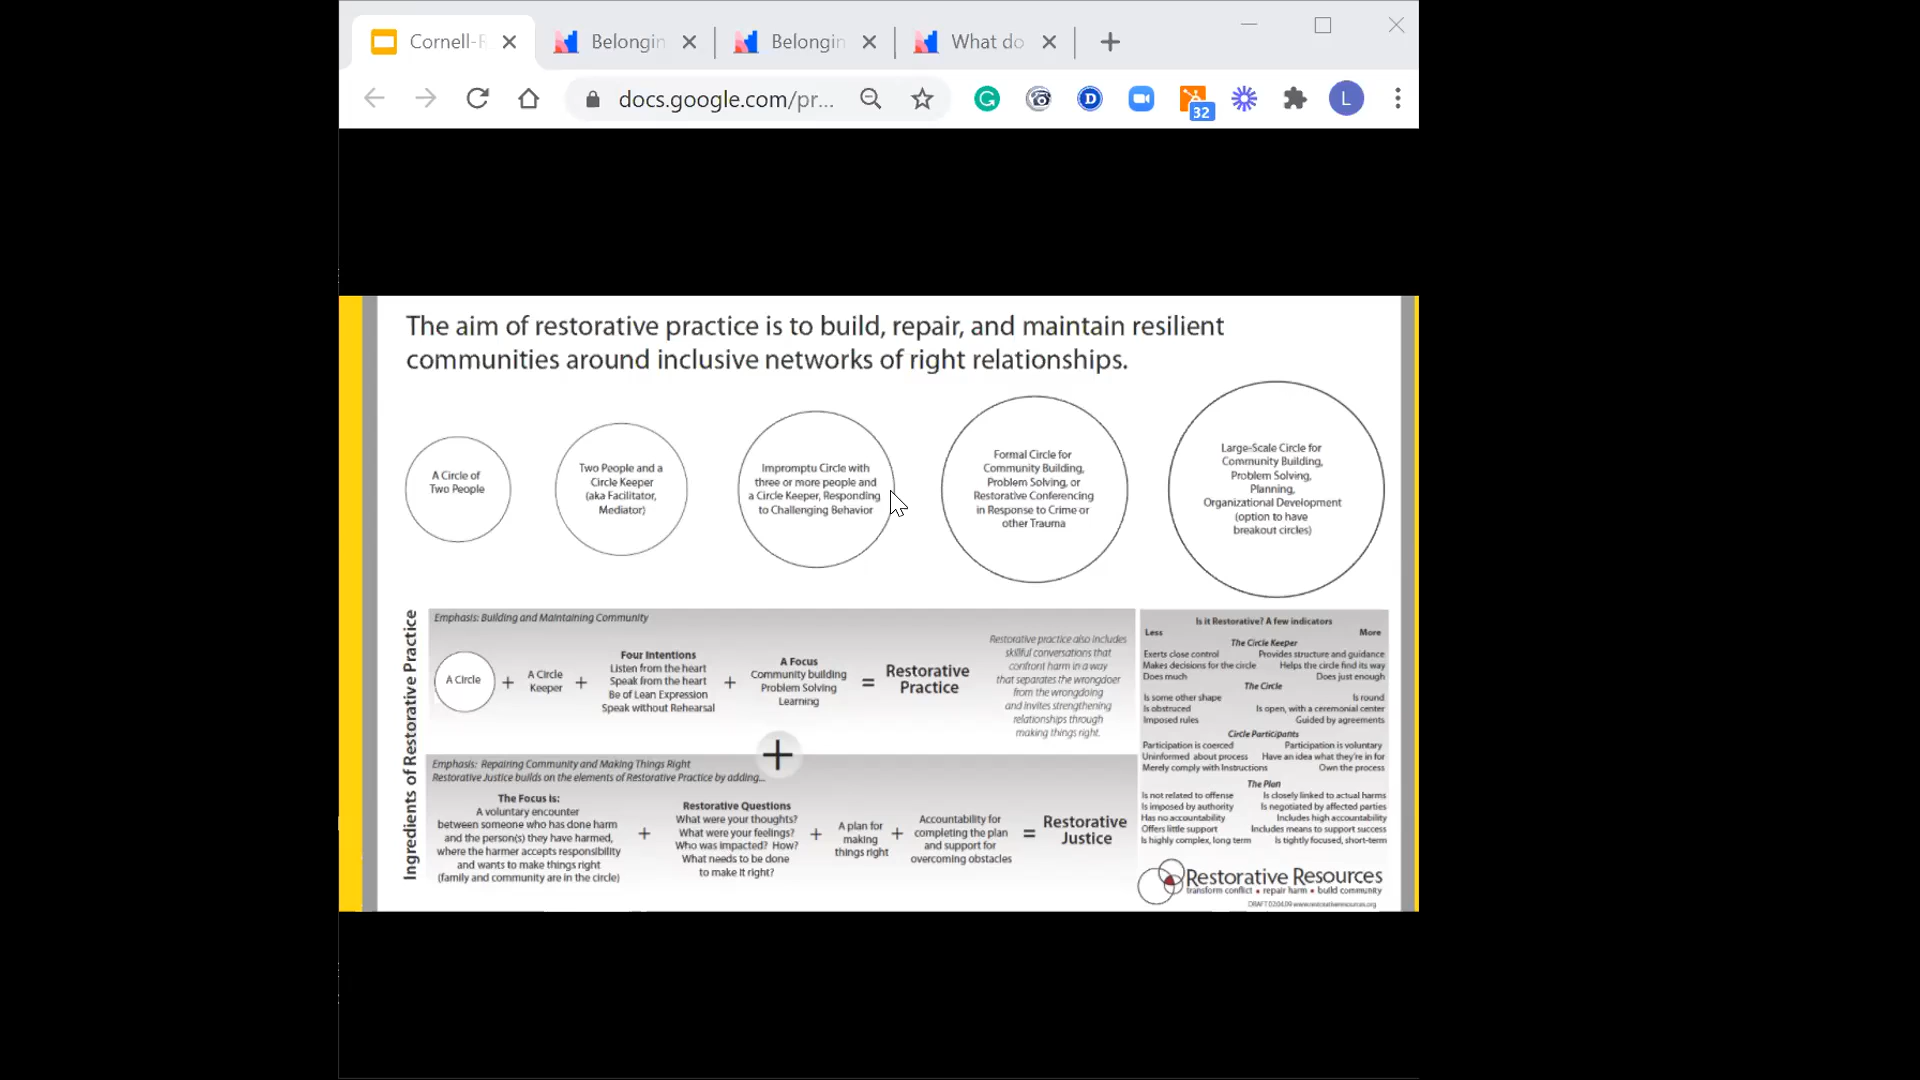 Cornell-R
Belongin
Belongin
What do
docs.google.com/pr...
32
L
The aim of restorative practice is to build, repair, and maintain resilient
communities around inclusive networks of right relationships.
A Circle of
Two People
Two People and a
Circle Keeper
(aka Facilitator,
Mediator)
Impromptu Circle with
three or more people and
a Circle Keeper, Responding
to Challenging Behavior
Formal Circle for
Community Building,
Problem Solving, or
Restorative Conferencing
in Response to Crime or
other Trauma
Large-Scale Circle for
Community Building,
Problem Solving,
Planning,
Organizational Development
(option to have
breakout circles)
Ingredients of Restorative Practice
Emphasis: Building and Maintaining Community
A Circle
+
A Circle
Keeper
+
Four Intentions
Listen from the heart
Speak from the heart
Be of Lean Expression
Speak without Rehearsal
+
A Focus
Community building
Problem Solving
Learning
=
Restorative
Practice
Restorative practice also includes
skillful conversations that
confront harm in a way
that separates the wrongdoer
from the wrongdoing
and invites strengthening
relationships through
making things right.
+
Emphasis: Repairing Community and Making Things Right
Restorative Justice builds on the elements of Restorative Practice by adding...
The Focus is:
A voluntary encounter
between someone who has done harm
and the person(s) they have harmed,
where the harmer accepts responsibility
and wants to make things right
(family and community are in the circle)
+
Restorative Questions
What were your thoughts?
What were your feelings?
Who was impacted? How?
What needs to be done
to make it right?
+
A plan for
making
things right
+
Accountability for
completing the plan
and support for
overcoming obstacles
=
Restorative
Justice
Is it Restorative? A few indicators
Less More
The Circle Keeper
Exerts close control Provides structure and guidance
Makes decisions for the circle Helps the circle find its way
Does much Does just enough
The Circle
Is some other shape Is round
Is obstruced Is open, with a ceremonial center
Imposed rules Guided by agreements
Circle Participants
Participation is coerced Participation is voluntary
Uninformed about process Have an idea what they're in for
Merely comply with Instructions Own the process
The Plan
Is not related to offense Is closely linked to actual harms
Is imposed by authority Is negotiated by affected parties
Has no accountability Includes high accountability
Offers little support Includes means to support success
Is highly complex, long term Is tightly focused, short-term
Restorative Resources
transform conflict • repair harm • build community
DRAFT 02.04.09 www.restorativeresources.org